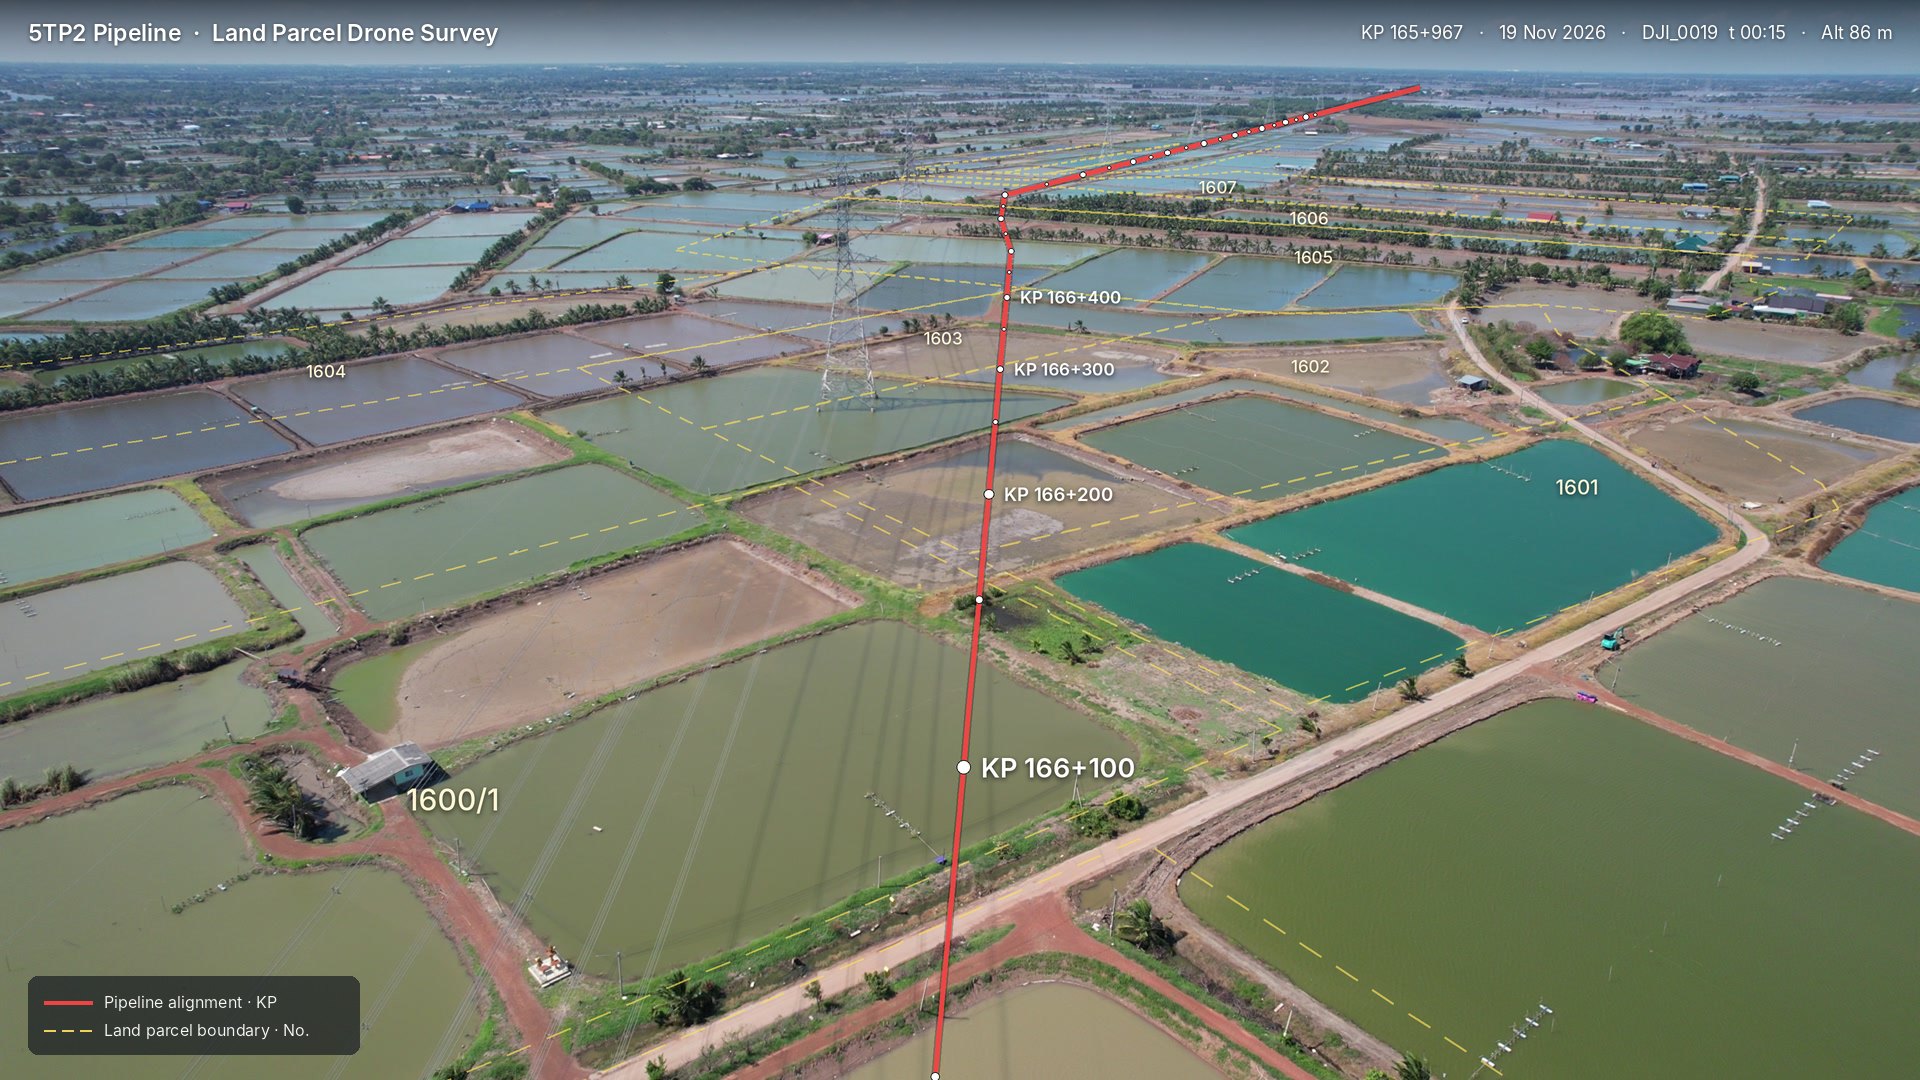 5TP2 Pipeline · Land Parcel Drone Survey
KP 165+967 · 19 Nov 2026 · DJI_0019 t 00:15 · Alt 86 m
1607
1606
1605
KP 166+400
1603
1602
KP 166+300
1604
1601
KP 166+200
KP 166+100
1600/1
Pipeline alignment · KP
Land parcel boundary · No.